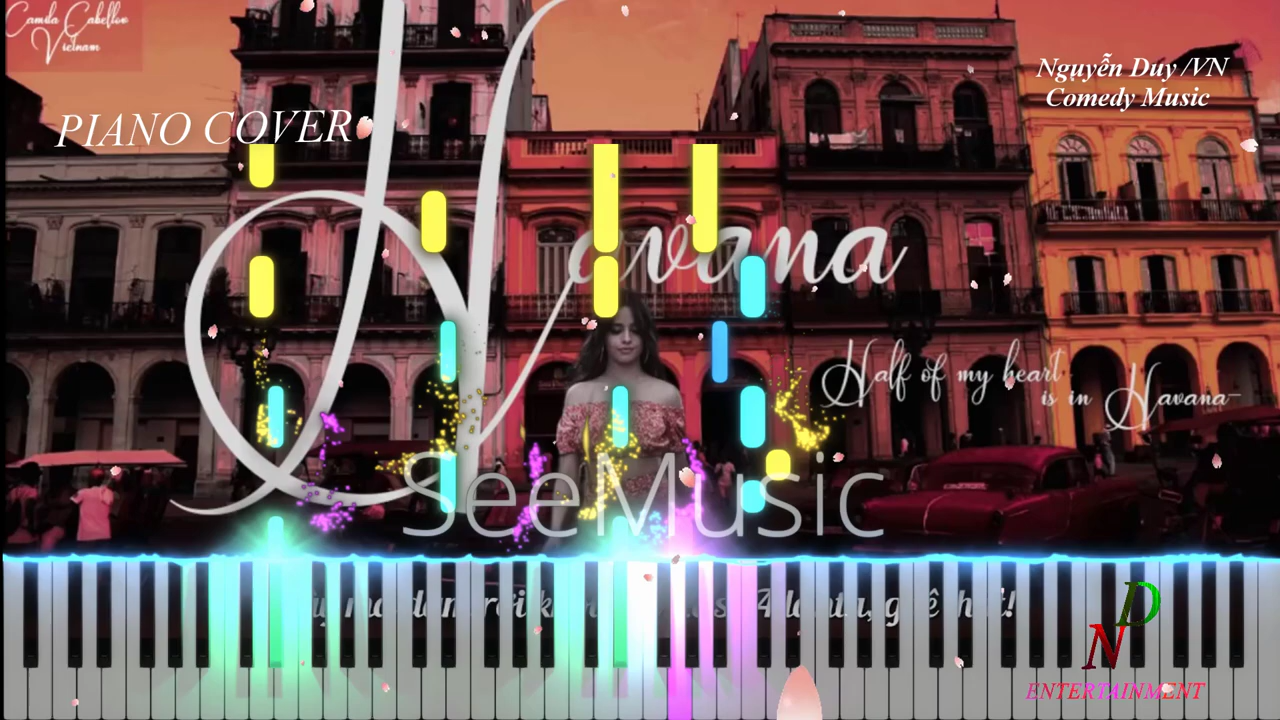 Camila Cabello
Vietnam
Nguyễn Duy /VN
Comedy Music
PIANO COVER
Havana
Half of my heart
is in Havana
SeeMusic
ND
ENTERTAINMENT